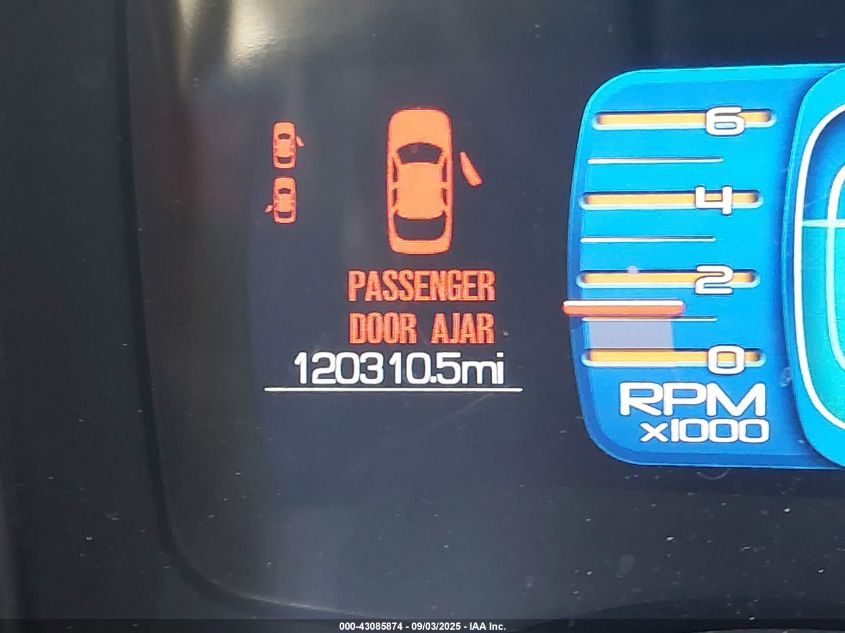 PASSENGER
DOOR AJAR
120310.5mi
6
4
2
0
RPM
x1000
000-43085874 - 09/03/2025 - IAA Inc.